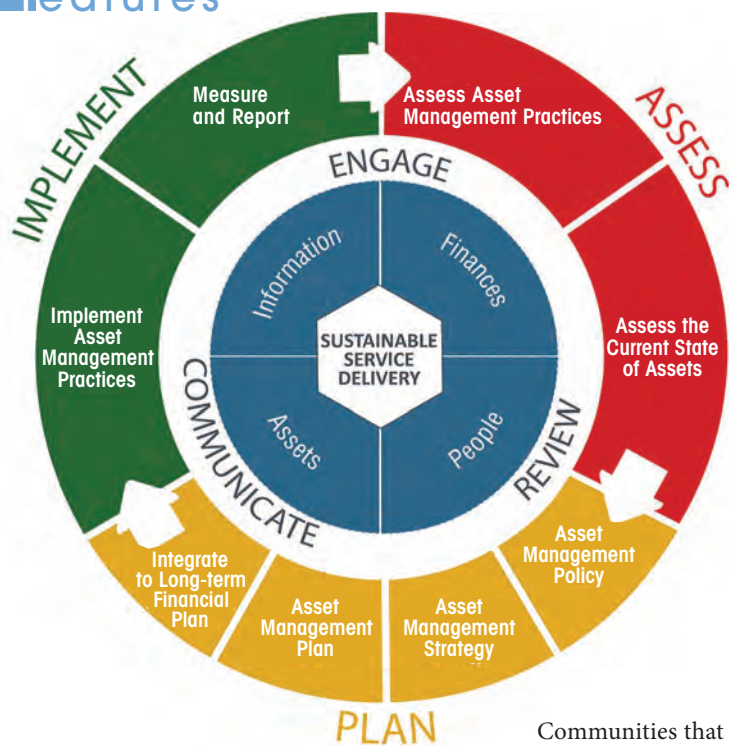 eatures
IMPLEMENT
Measure
and Report
Assess Asset
Management Practices
ASSESS
ENGAGE
Information
Finances
Implement
Asset
Management
Practices
SUSTAINABLE
SERVICE
DELIVERY
Assess the
Current State
of Assets
COMMUNICATE
Assets
People
REVIEW
Asset
Management
Policy
Integrate
to Long-term
Financial
Plan
Asset
Management
Plan
Asset
Management
Strategy
PLAN
Communities that